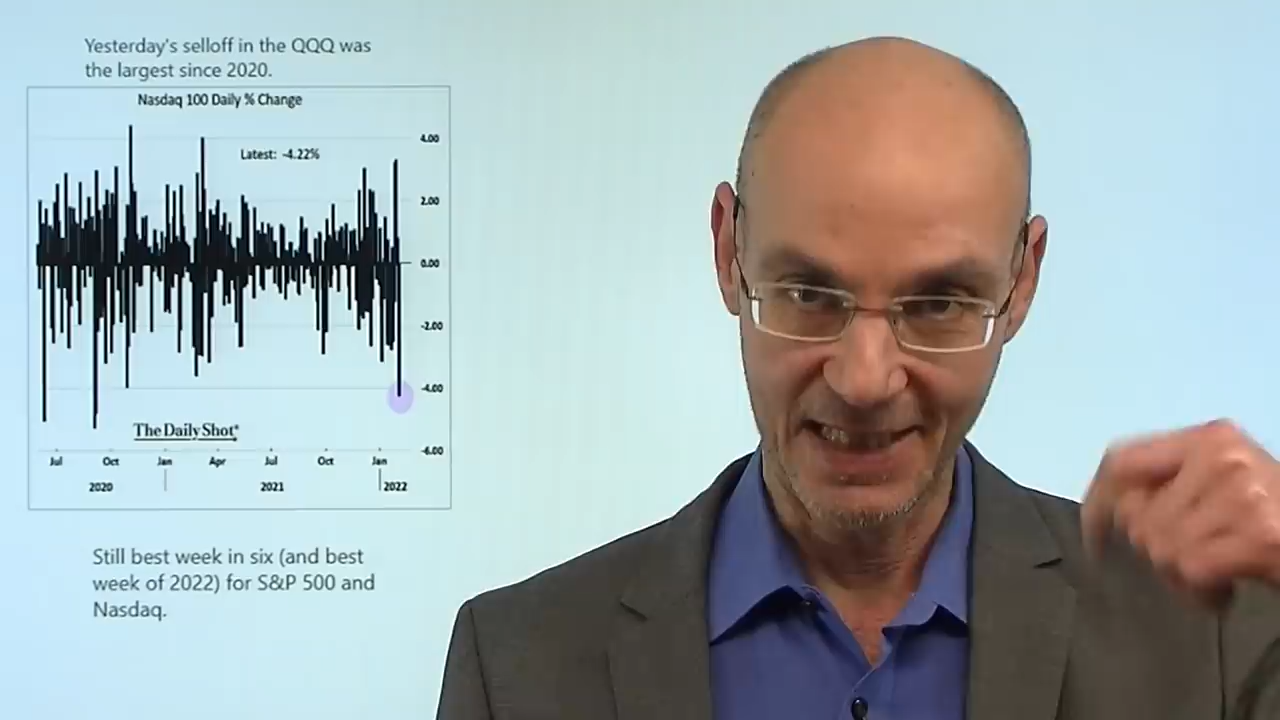 Yesterday's selloff in the QQQ was
the largest since 2020.
Nasdaq 100 Daily % Change
4.00
Latest: -4.22%
2.00
0.00
-2.00
-4.00
The Daily Shot®
-6.00
Jul Oct Jan Apr Jul Oct Jan
2020 2021 2022
Still best week in six (and best
week of 2022) for S&P 500 and
Nasdaq.